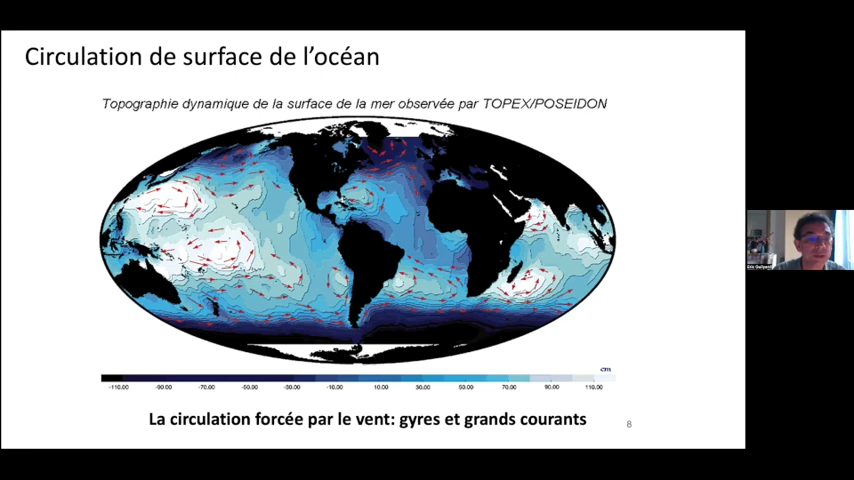 Circulation de surface de l'océan
Topographie dynamique de la surface de la mer observée par TOPEX/POSEIDON
cm
-110.00 -90.00 -70.00 -50.00 -30.00 -10.00 10.00 30.00 50.00 70.00 90.00 110.00
La circulation forcée par le vent: gyres et grands courants
8